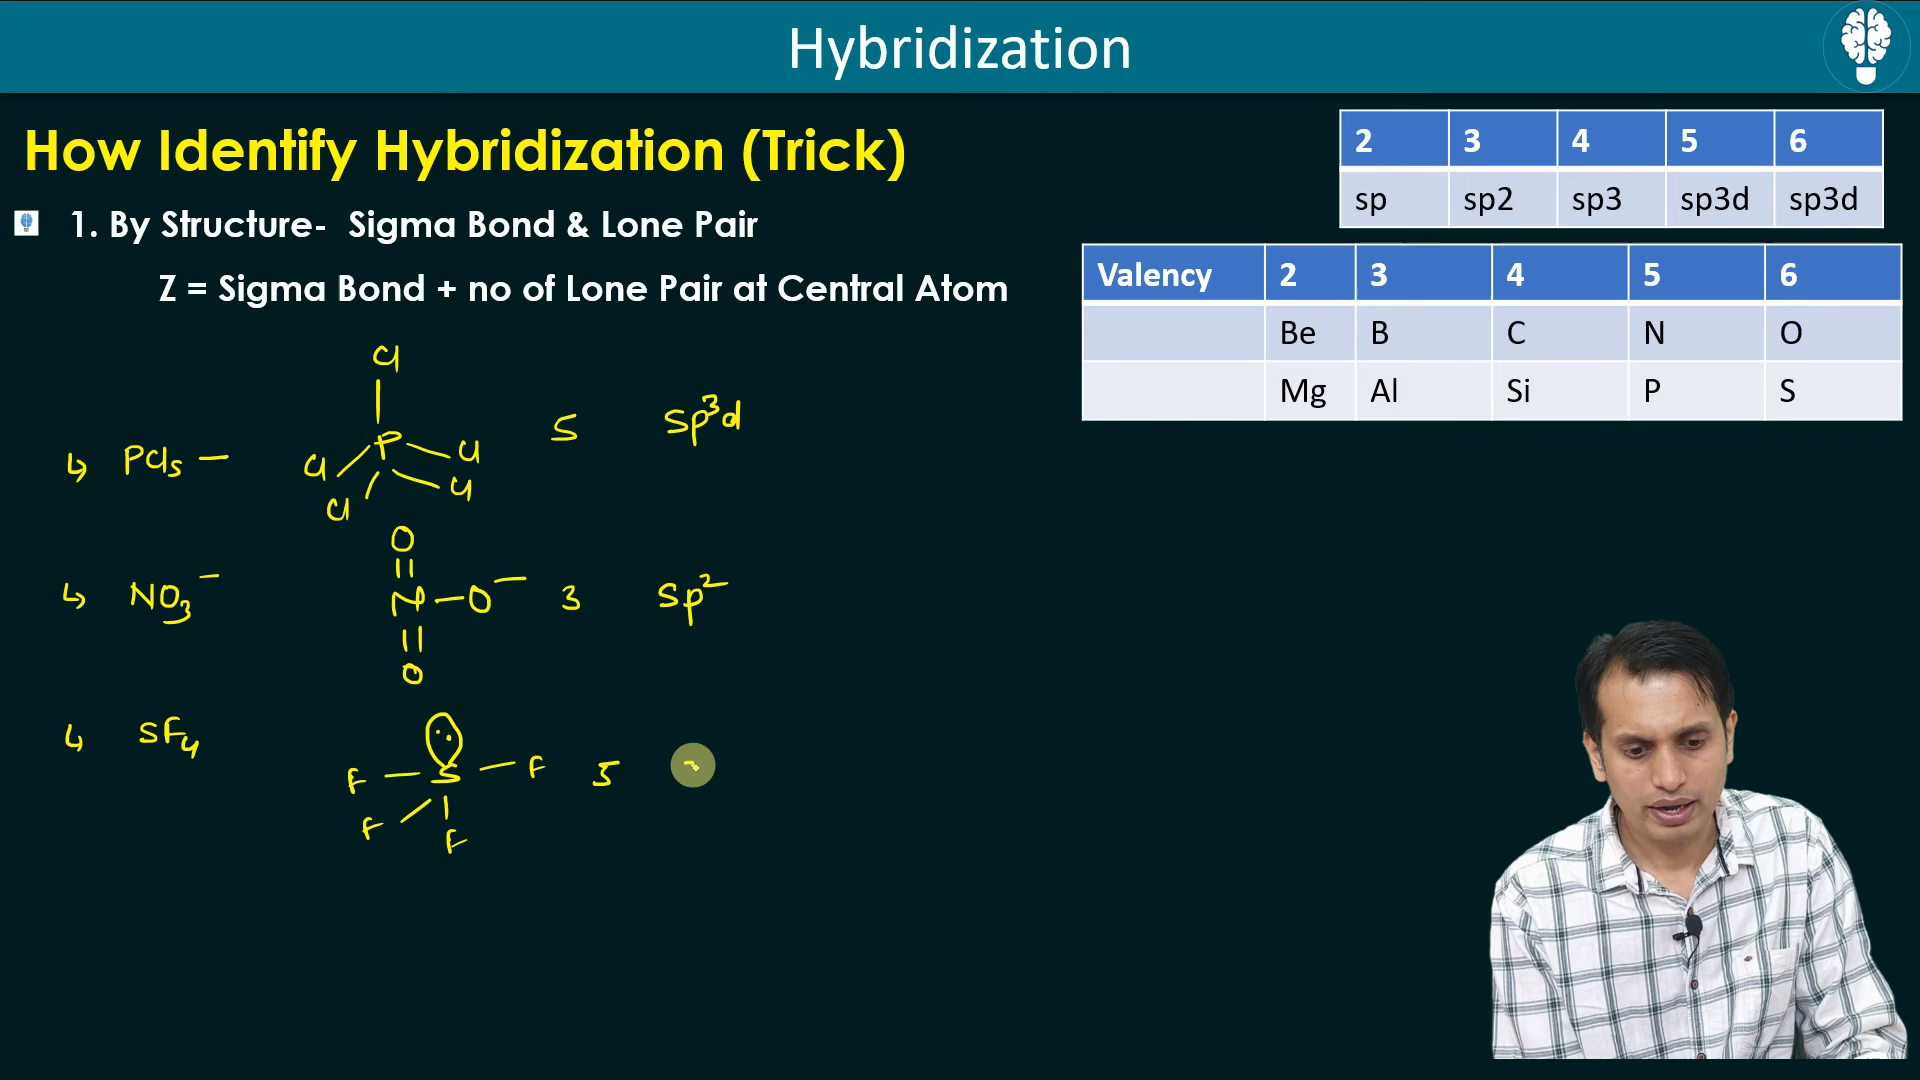 Hybridization
How Identify Hybridization (Trick)
1. By Structure- Sigma Bond & Lone Pair
Z = Sigma Bond + no of Lone Pair at Central Atom
2 3 4 5 6
sp sp2 sp3 sp3d sp3d
Valency 2 3 4 5 6
Be B C N O
Mg Al Si P S
Cl
↳ PCl₅ — Cl P Cl 5 sp³d
Cl Cl
O
↳ NO₃⁻ N – O⁻ 3 sp²
O
↳ SF₄
F – S – F 5
F F